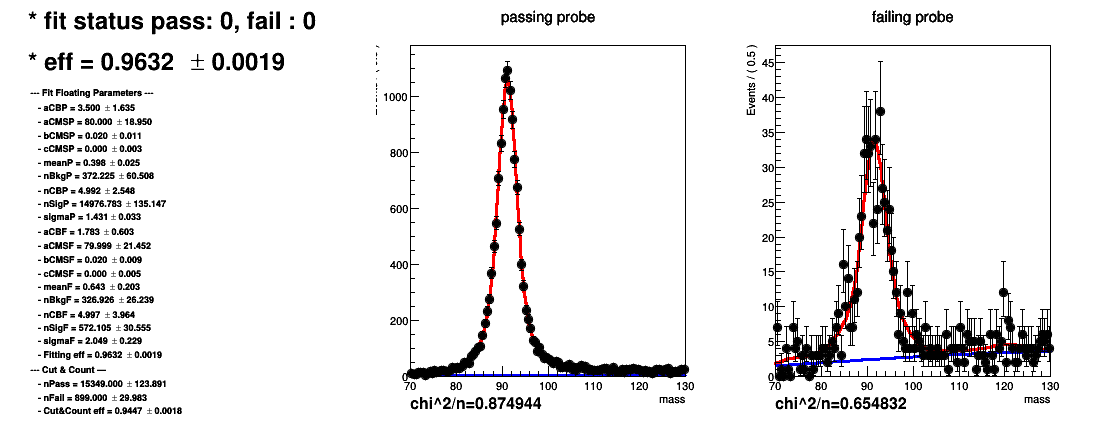 * fit status pass: 0, fail : 0
* eff = 0.9632 ± 0.0019
--- Fit Floating Parameters ---
- aCBP = 3.500 ± 1.635
- aCMSP = 80.000 ± 18.950
- bCMSP = 0.020 ± 0.011
- cCMSP = 0.000 ± 0.003
- meanP = 0.398 ± 0.025
- nBkgP = 372.225 ± 60.508
- nCBP = 4.992 ± 2.548
- nSigP = 14976.783 ± 135.147
- sigmaP = 1.431 ± 0.033
- aCBF = 1.783 ± 0.603
- aCMSF = 79.999 ± 21.452
- bCMSF = 0.020 ± 0.009
- cCMSF = 0.000 ± 0.005
- meanF = 0.643 ± 0.203
- nBkgF = 326.926 ± 26.239
- nCBF = 4.997 ± 3.964
- nSigF = 572.105 ± 30.555
- sigmaF = 2.049 ± 0.229
- Fitting eff = 0.9632 ± 0.0019
--- Cut & Count ---
- nPass = 15349.000 ± 123.891
- nFail = 899.000 ± 29.983
- Cut&Count eff = 0.9447 ± 0.0018
passing probe
1000
800
600
400
200
0
70 80 90 100 110 120 130
mass
chi^2/n=0.874944
failing probe
Events / ( 0.5 )
45
40
35
30
25
20
15
10
5
0
70 80 90 100 110 120 130
mass
chi^2/n=0.654832